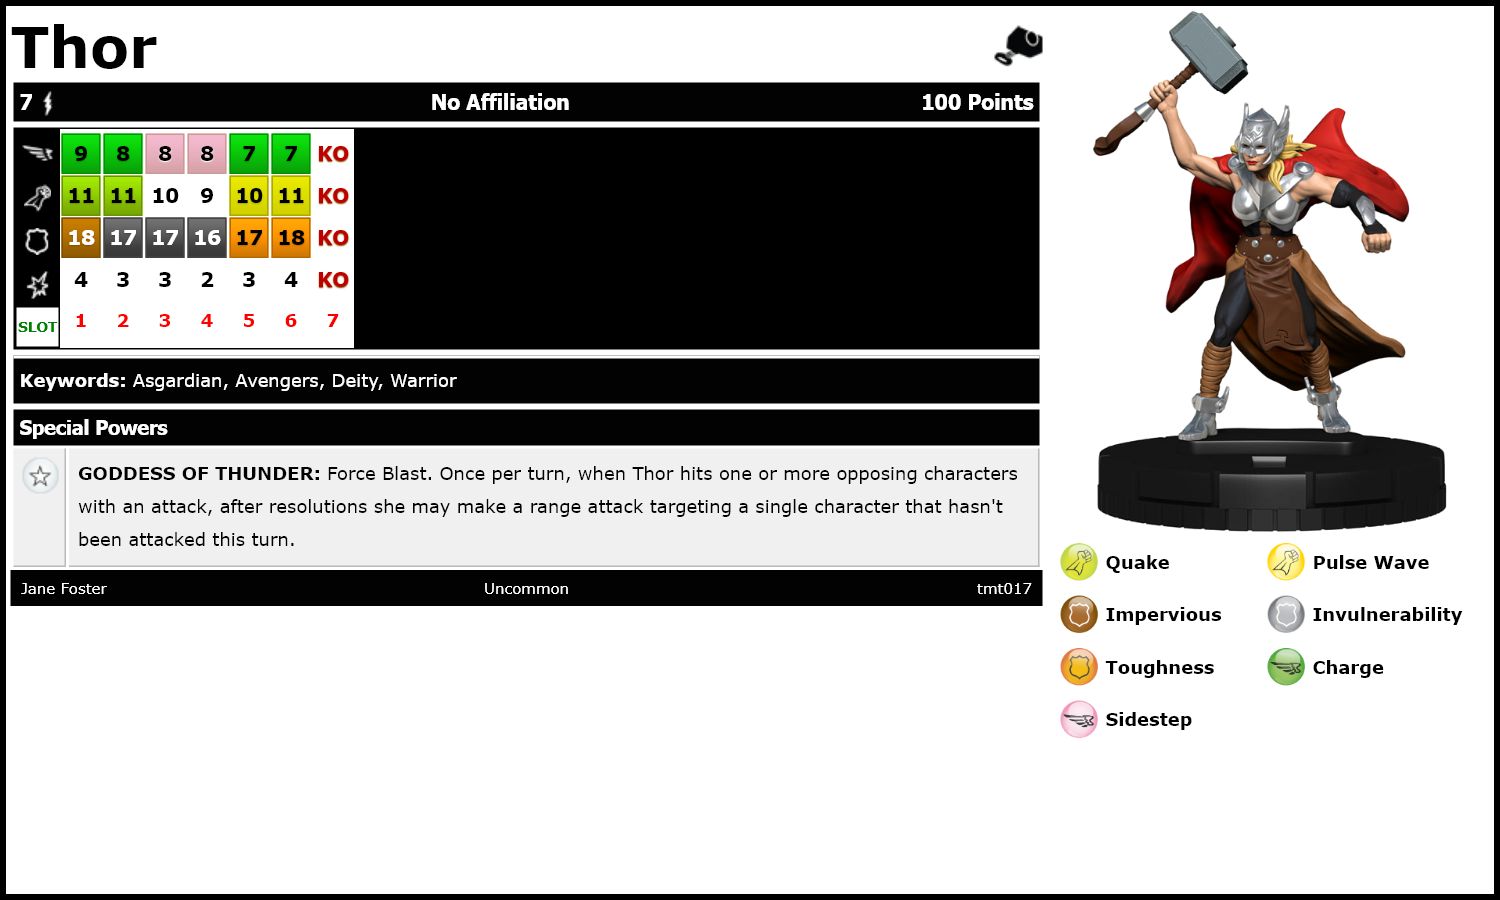 Thor
7 No Affiliation 100 Points
9 8 8 8 7 7 KO
11 11 10 9 10 11 KO
18 17 17 16 17 18 KO
4 3 3 2 3 4 KO
SLOT 1 2 3 4 5 6 7
Keywords: Asgardian, Avengers, Deity, Warrior
Special Powers
GODDESS OF THUNDER: Force Blast. Once per turn, when Thor hits one or more opposing characters
with an attack, after resolutions she may make a range attack targeting a single character that hasn't
been attacked this turn.
Jane Foster Uncommon tmt017
Quake Pulse Wave
Impervious Invulnerability
Toughness Charge
Sidestep